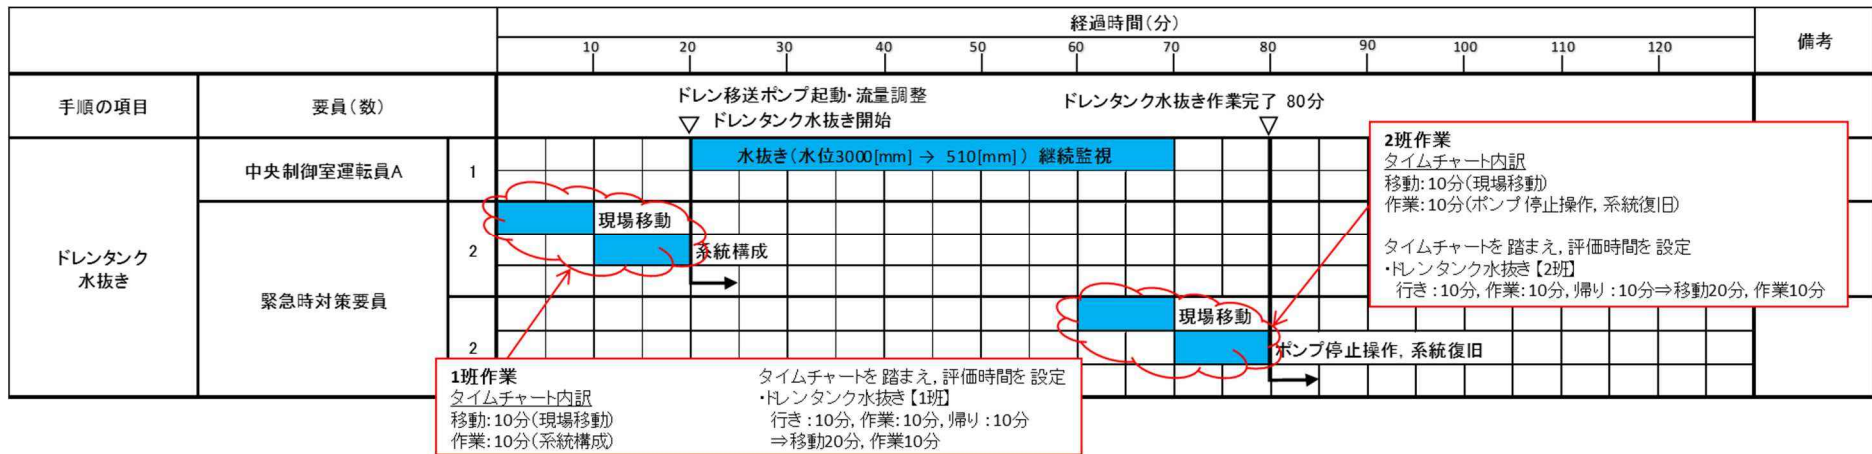 経過時間(分)
備考
10 20 30 40 50 60 70 80 90 100 110 120
手順の項目
要員(数)
ドレン移送ポンプ起動・流量調整
ドレンタンク水抜き開始
ドレンタンク水抜き作業完了 80分
ドレンタンク
水抜き
中央制御室運転員A
1
水抜き(水位3000[mm] → 510[mm]) 継続監視
緊急時対策要員
2
現場移動
系統構成
2
現場移動
ポンプ停止操作, 系統復旧
2班作業
タイムチャート内訳
移動:10分(現場移動)
作業:10分(ポンプ停止操作, 系統復旧)
タイムチャートを踏まえ, 評価時間を設定
・ドレンタンク水抜き【2班】
行き:10分, 作業:10分, 帰り:10分⇒移動20分, 作業10分
1班作業
タイムチャート内訳
移動:10分(現場移動)
作業:10分(系統構成)
タイムチャートを踏まえ, 評価時間を設定
・ドレンタンク水抜き【1班】
行き:10分, 作業:10分, 帰り:10分
⇒移動20分, 作業10分